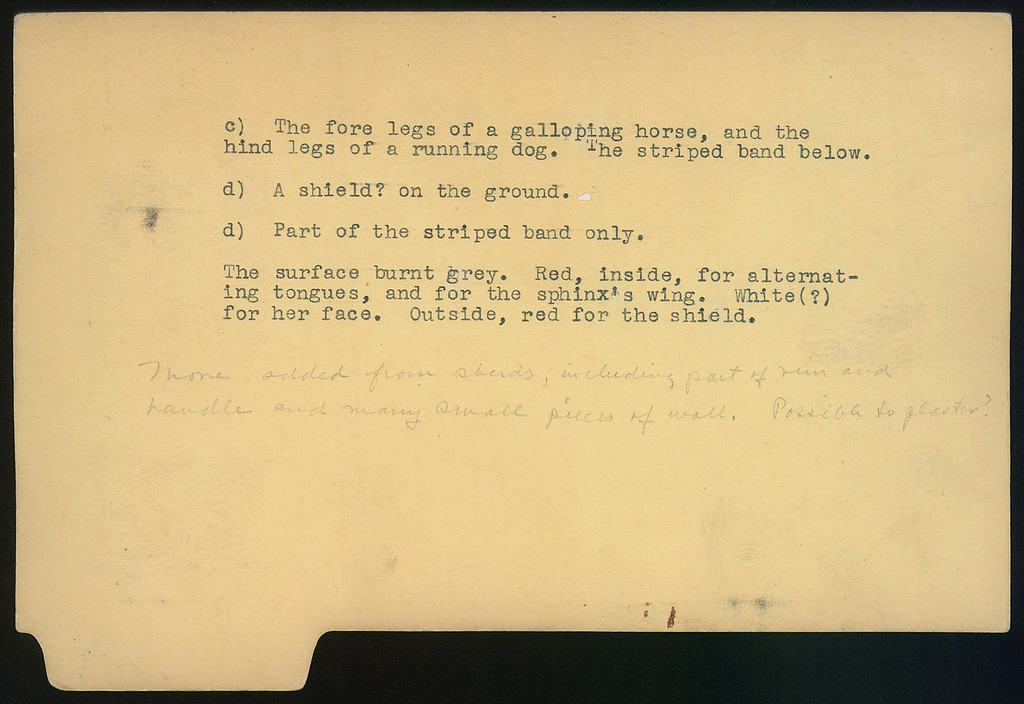 c)  The fore legs of a galloping horse, and the
hind legs of a running dog.  The striped band below.
d)  A shield? on the ground.
d)  Part of the striped band only.
The surface burnt grey.  Red, inside, for alternat-
ing tongues, and for the sphinx's wing.  White(?)
for her face.  Outside, red for the shield.
More added from sherds, including part of rim and
handle and many small pieces of wall. Possible to plaster?